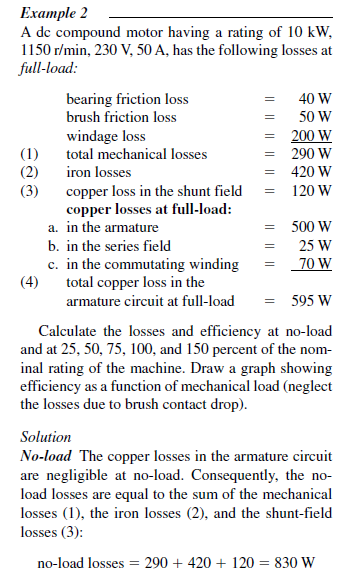 Example 2
A dc compound motor having a rating of 10 kW,
1150 r/min, 230 V, 50 A, has the following losses at
full-load:
bearing friction loss = 40 W
brush friction loss = 50 W
windage loss = 200 W
(1) total mechanical losses = 290 W
(2) iron losses = 420 W
(3) copper loss in the shunt field = 120 W
copper losses at full-load:
a. in the armature = 500 W
b. in the series field = 25 W
c. in the commutating winding = 70 W
(4) total copper loss in the
armature circuit at full-load = 595 W
Calculate the losses and efficiency at no-load
and at 25, 50, 75, 100, and 150 percent of the nom-
inal rating of the machine. Draw a graph showing
efficiency as a function of mechanical load (neglect
the losses due to brush contact drop).
Solution
No-load The copper losses in the armature circuit
are negligible at no-load. Consequently, the no-
load losses are equal to the sum of the mechanical
losses (1), the iron losses (2), and the shunt-field
losses (3):
no-load losses = 290 + 420 + 120 = 830 W